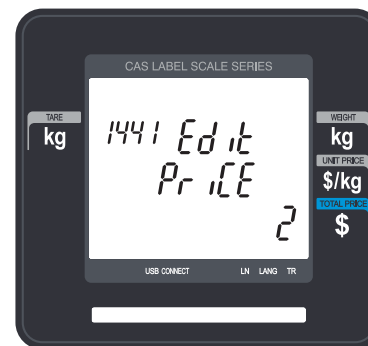 CAS LABEL SCALE SERIES
TARE
kg
1441 Edit
PriCE
2
WEIGHT
kg
UNIT PRICE
$/kg
TOTAL PRICE
$
USB CONNECT LN LANG TR